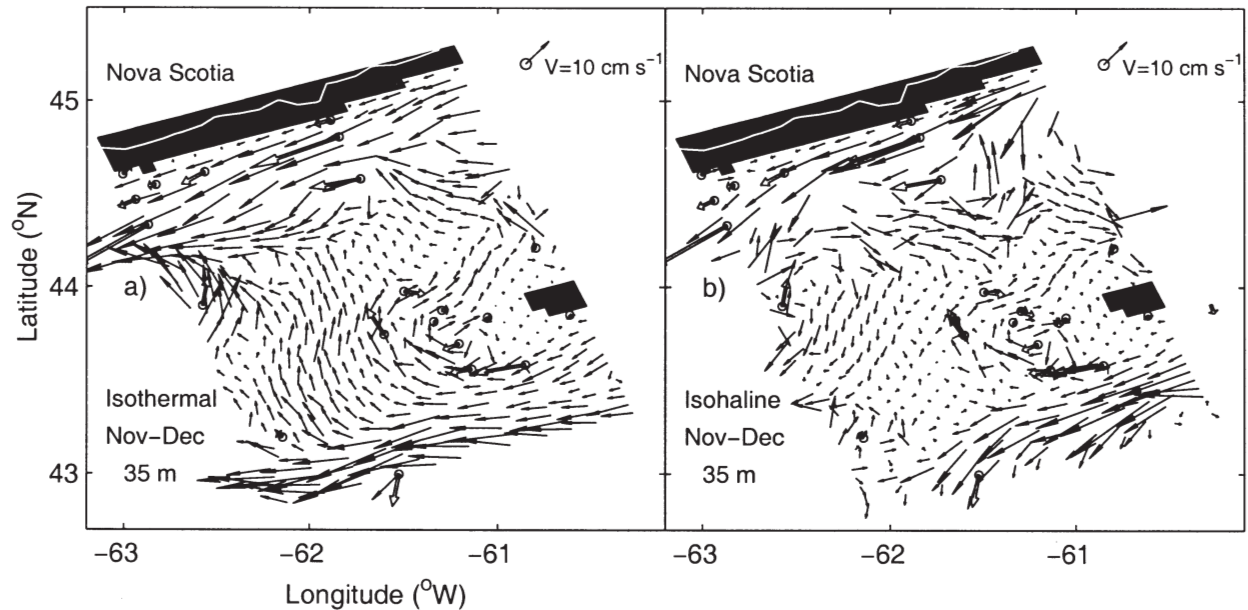 Nova Scotia
V=10 cm s⁻¹
45
44
43
Latitude (°N)
a)
Isothermal
Nov–Dec
35 m
−63
−62
−61
Longitude (°W)
Nova Scotia
V=10 cm s⁻¹
b)
Isohaline
Nov–Dec
35 m
−63
−62
−61